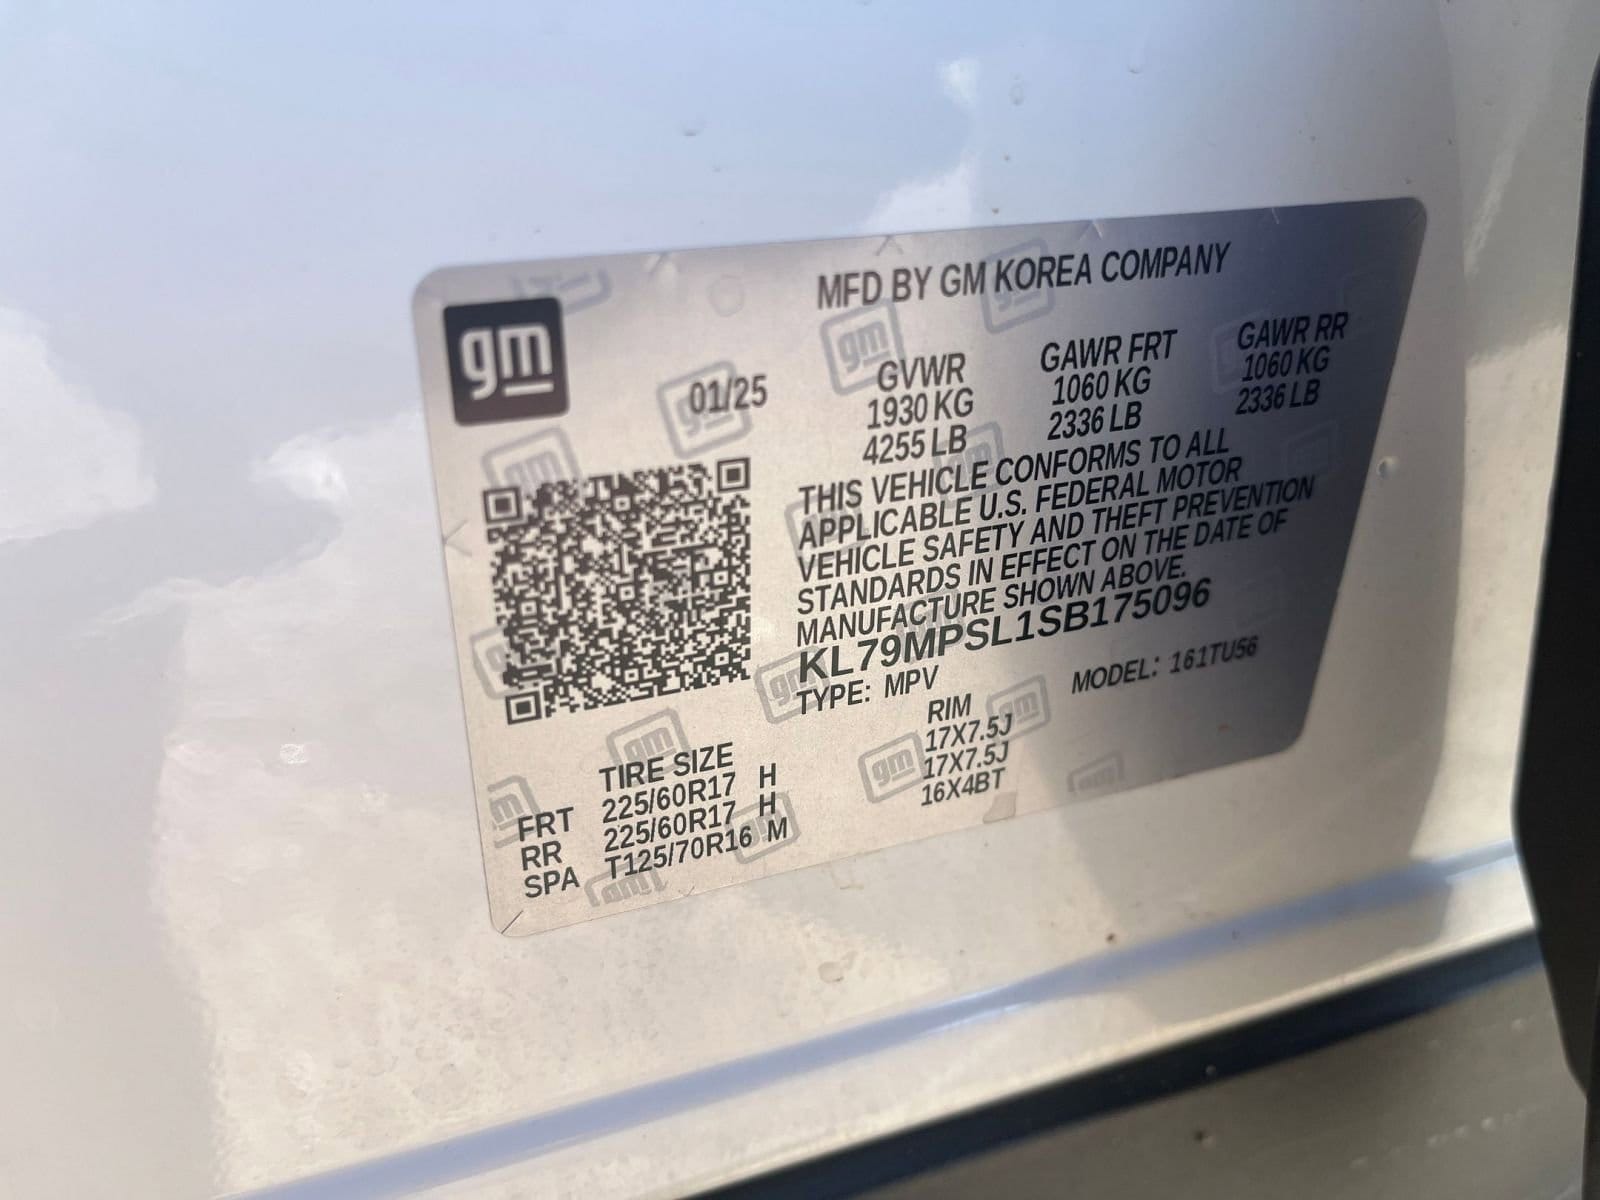 gm
MFD BY GM KOREA COMPANY
01/25
GVWR GAWR FRT GAWR RR
1930 KG 1060 KG 1060 KG
4255 LB 2336 LB 2336 LB
THIS VEHICLE CONFORMS TO ALL
APPLICABLE U.S. FEDERAL MOTOR
VEHICLE SAFETY AND THEFT PREVENTION
STANDARDS IN EFFECT ON THE DATE OF
MANUFACTURE SHOWN ABOVE.
KL79MPSL1SB175096
TYPE: MPV MODEL: 161TU56
TIRE SIZE RIM
FRT 225/60R17 H 17X7.5J
RR 225/60R17 H 17X7.5J
SPA T125/70R16 M 16X4BT